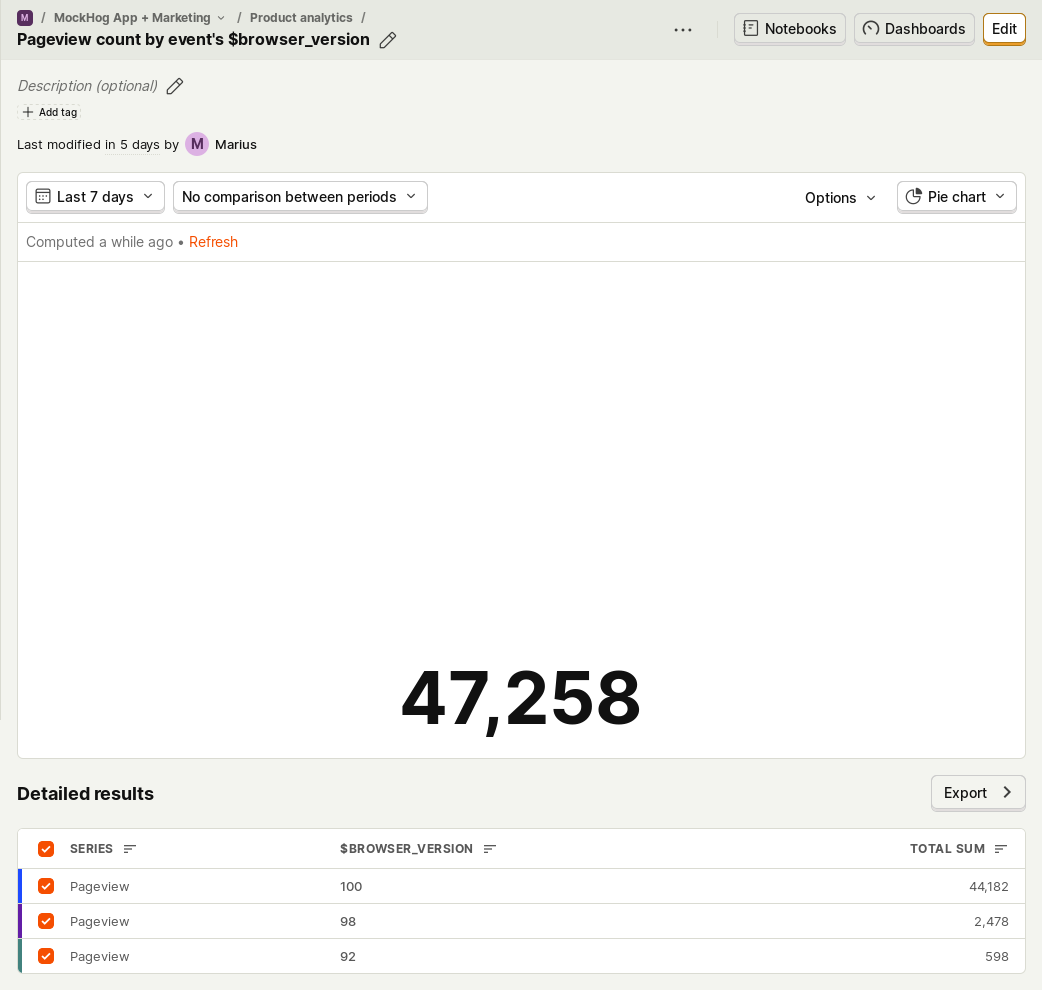 M / MockHog App + Marketing / Product analytics /
Pageview count by event's $browser_version
Notebooks
Dashboards
Edit
Description (optional)
+ Add tag
Last modified in 5 days by M Marius
Last 7 days
No comparison between periods
Options
Pie chart
Computed a while ago • Refresh
47,258
Detailed results
Export
SERIES $BROWSER_VERSION TOTAL SUM
Pageview 100 44,182
Pageview 98 2,478
Pageview 92 598